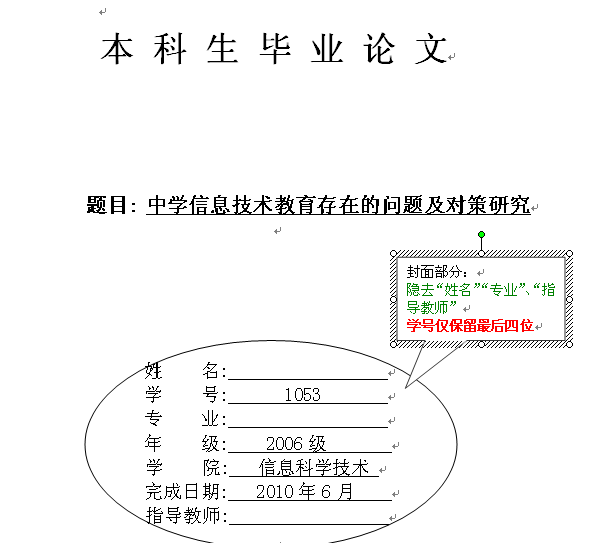 本科生毕业论文
题目: 中学信息技术教育存在的问题及对策研究
封面部分:
隐去“姓名”“专业”、“指
导教师”
学号仅保留最后四位
姓 名:
学 号: 1053
专 业:
年 级: 2006 级
学 院: 信息科学技术
完成日期: 2010 年 6 月
指导教师: